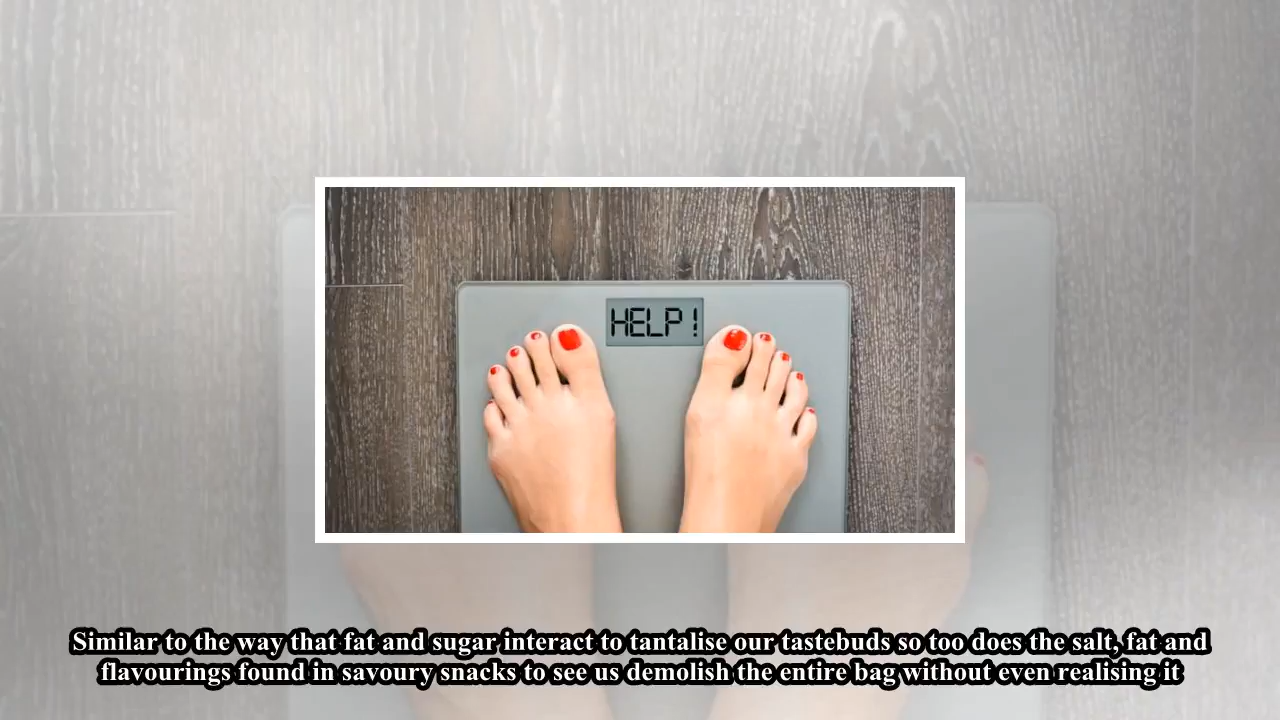 HELP!
Similar to the way that fat and sugar interact to tantalise our tastebuds so too does the salt, fat and
flavourings found in savoury snacks to see us demolish the entire bag without even realising it